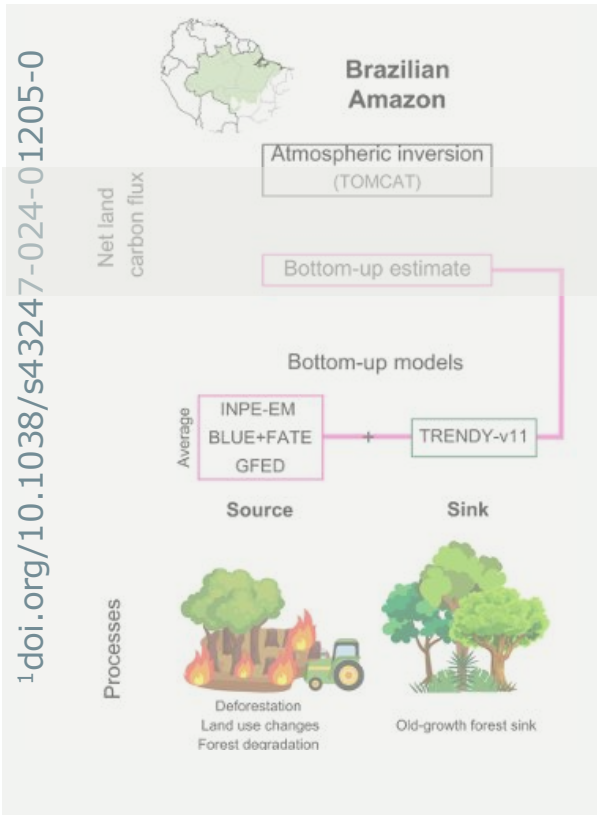 ¹doi.org/10.1038/s43247-024-01205-0
Brazilian
Amazon
Net land
carbon flux
Atmospheric inversion
(TOMCAT)
Bottom-up estimate
Bottom-up models
Average
INPE-EM
BLUE+FATE
GFED
+
TRENDY-v11
Source
Sink
Processes
Deforestation
Land use changes
Forest degradation
Old-growth forest sink